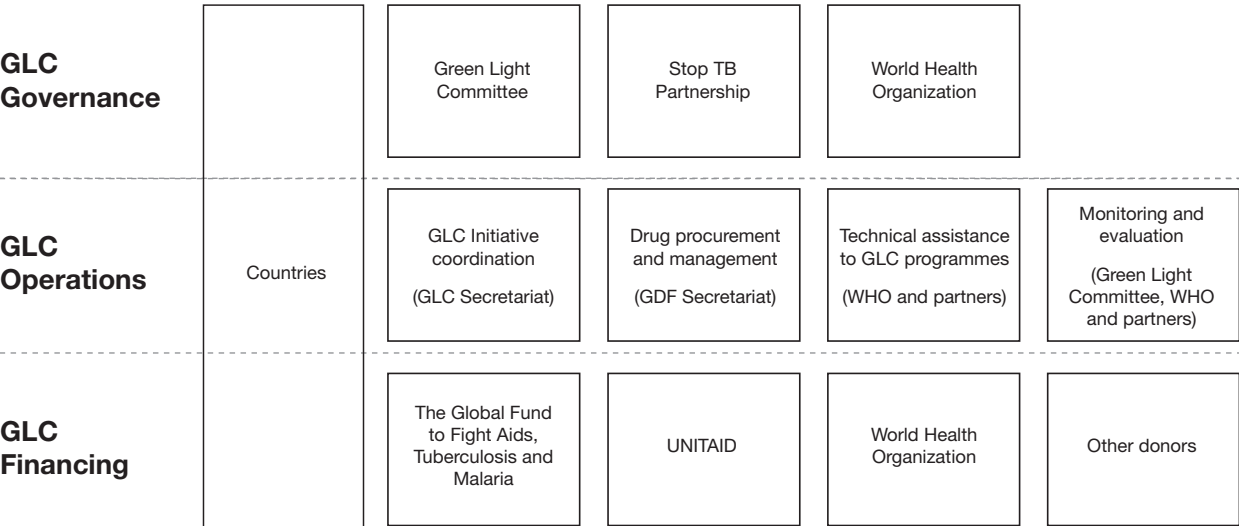 GLC
Governance
Green Light
Committee
Stop TB
Partnership
World Health
Organization
GLC
Operations
Countries
GLC Initiative
coordination
(GLC Secretariat)
Drug procurement
and management
(GDF Secretariat)
Technical assistance
to GLC programmes
(WHO and partners)
Monitoring and
evaluation
(Green Light
Committee, WHO
and partners)
GLC
Financing
The Global Fund
to Fight Aids,
Tuberculosis and
Malaria
UNITAID
World Health
Organization
Other donors